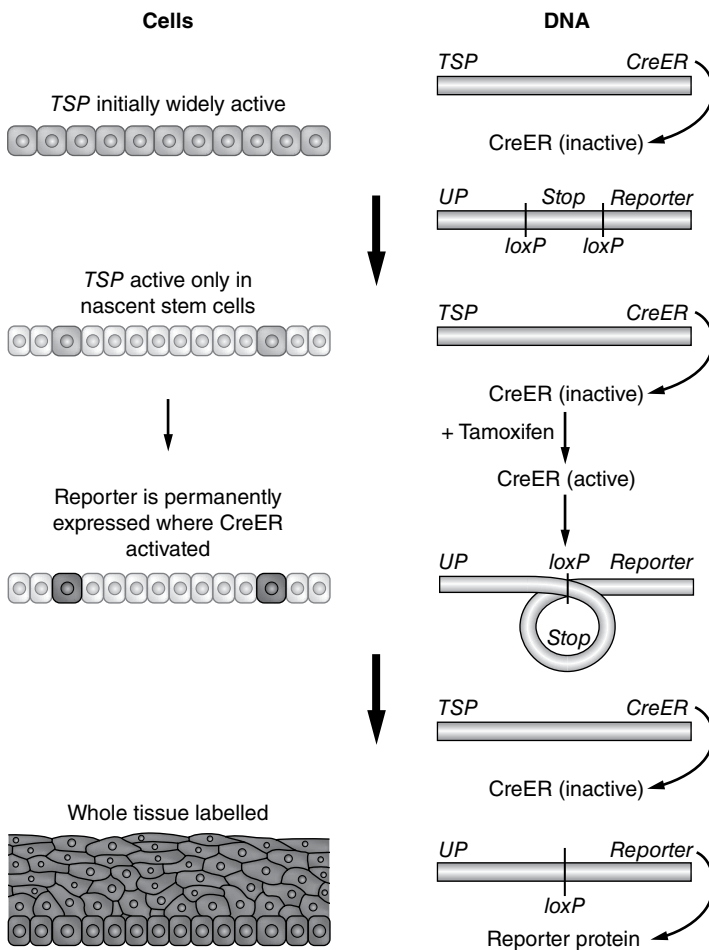 Cells
TSP initially widely active
TSP active only in
nascent stem cells
Reporter is permanently
expressed where CreER
activated
Whole tissue labelled
DNA
TSP CreER
CreER (inactive)
UP Stop Reporter
loxP loxP
TSP CreER
CreER (inactive)
+ Tamoxifen
CreER (active)
UP loxP Reporter
Stop
TSP CreER
CreER (inactive)
UP Reporter
loxP
Reporter protein